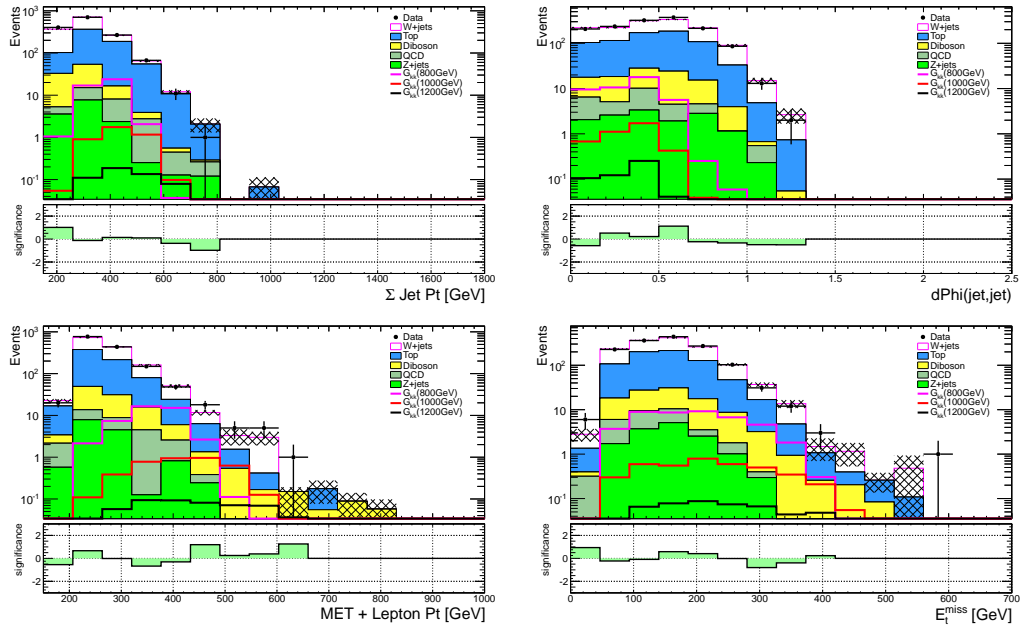 Events
10³
10²
10
1
10⁻¹
Data
W+jets
Top
Diboson
QCD
Z+jets
G_kk(800GeV)
G_kk(1000GeV)
G_kk(1200GeV)
significance
2
0
-2
200 400 600 800 1000 1200 1400 1600 1800
Σ Jet Pt [GeV]
Events
10³
10²
10
1
10⁻¹
Data
W+jets
Top
Diboson
QCD
Z+jets
G_kk(800GeV)
G_kk(1000GeV)
G_kk(1200GeV)
significance
2
0
-2
0 0.5 1 1.5 2 2.5
dPhi(jet,jet)
Events
10³
10²
10
1
10⁻¹
Data
W+jets
Top
Diboson
QCD
Z+jets
G_kk(800GeV)
G_kk(1000GeV)
G_kk(1200GeV)
significance
2
0
-2
200 300 400 500 600 700 800 900 1000
MET + Lepton Pt [GeV]
Events
10³
10²
10
1
10⁻¹
Data
W+jets
Top
Diboson
QCD
Z+jets
G_kk(800GeV)
G_kk(1000GeV)
G_kk(1200GeV)
significance
2
0
-2
0 100 200 300 400 500 600 700
E_t^miss [GeV]